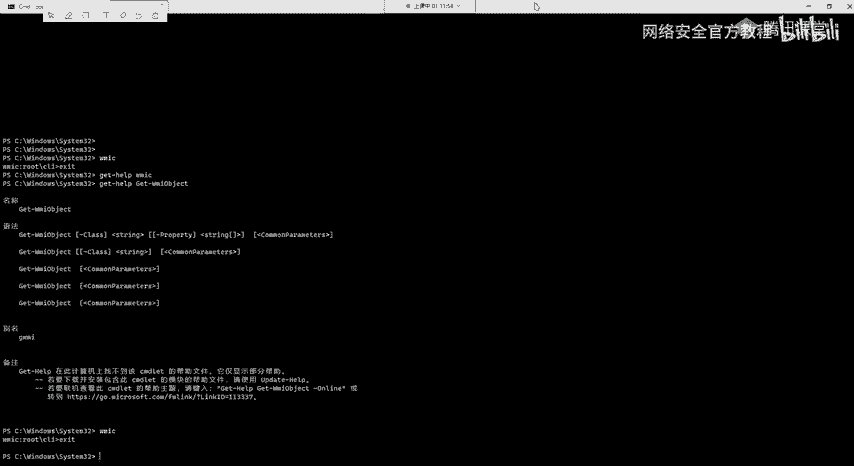 上课中 01:11:54
网络安全官方教程
腾讯课堂
bilibili
PS C:\Windows\System32>
PS C:\Windows\System32>
PS C:\Windows\System32> wmic
wmic:root\cli>exit
PS C:\Windows\System32> get-help wmic
PS C:\Windows\System32> get-help Get-WmiObject
名称
Get-WmiObject
语法
Get-WmiObject [-Class] <string> [[-Property] <string[]>] [<CommonParameters>]
Get-WmiObject [[-Class] <string>] [<CommonParameters>]
Get-WmiObject [<CommonParameters>]
Get-WmiObject [<CommonParameters>]
Get-WmiObject [<CommonParameters>]
别名
gwmi
备注
Get-Help 在此计算机上找不到该 cmdlet 的帮助文件。它仅显示部分帮助。
-- 若要下载并安装包含此 cmdlet 的模块的帮助文件，请使用 Update-Help。
-- 若要联机查看此 cmdlet 的帮助主题，请键入: "Get-Help Get-WmiObject -Online" 或
转到 https://go.microsoft.com/fwlink/?LinkID=113337。
PS C:\Windows\System32> wmic
wmic:root\cli>exit
PS C:\Windows\System32>